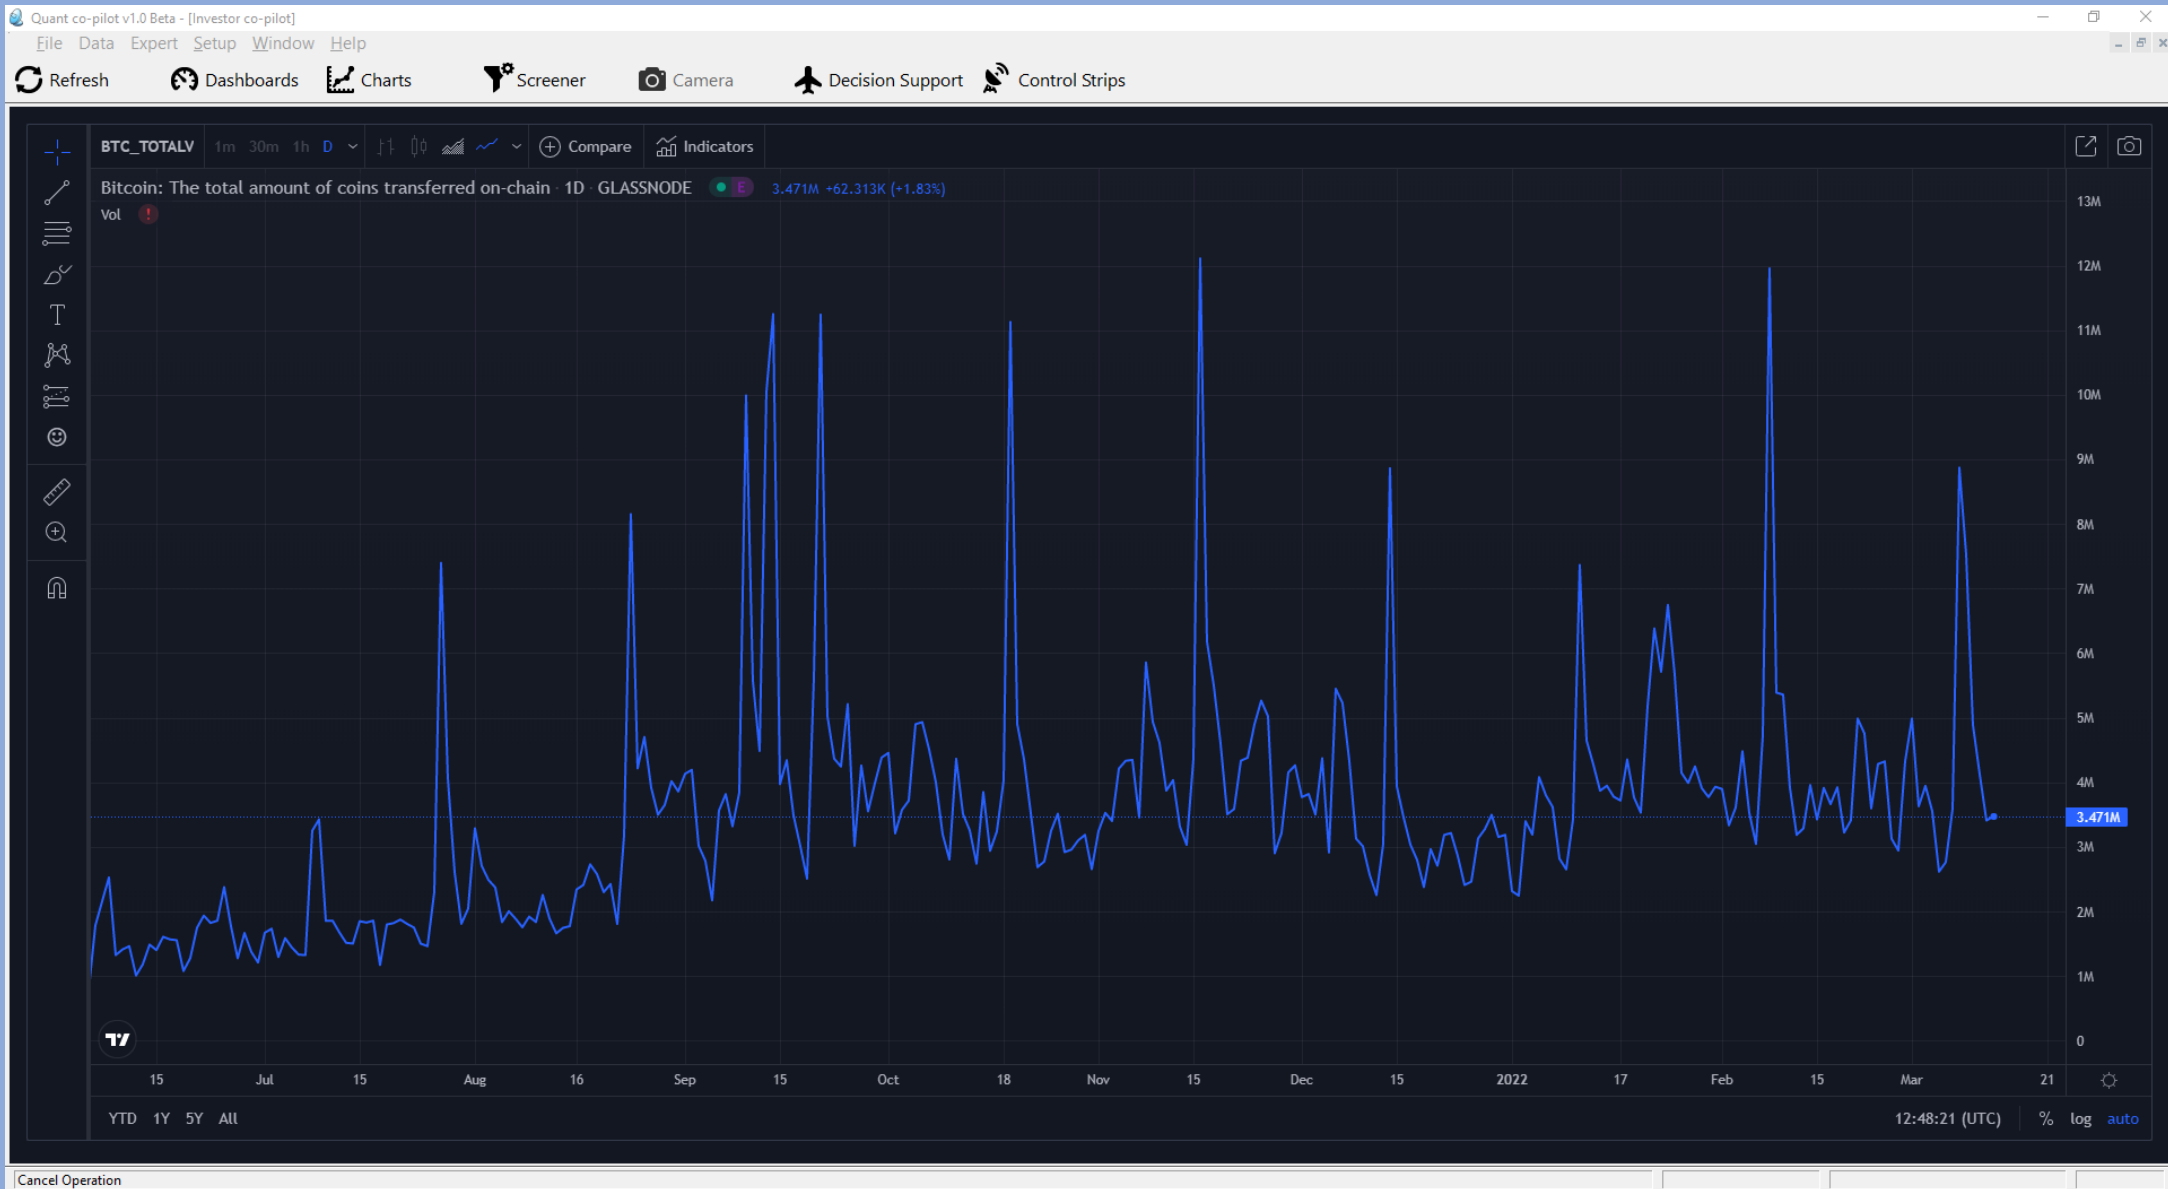 Quant co-pilot v1.0 Beta - [Investor co-pilot]
File Data Expert Setup Window Help
Refresh Dashboards Charts Screener Camera Decision Support Control Strips
BTC_TOTALV 1m 30m 1h D Compare Indicators
Bitcoin: The total amount of coins transferred on-chain · 1D · GLASSNODE E 3.471M +62.313K (+1.83%)
Vol !
13M
12M
11M
10M
9M
8M
7M
6M
5M
4M
3.471M
3M
2M
1M
0
15 Jul 15 Aug 16 Sep 15 Oct 18 Nov 15 Dec 15 2022 17 Feb 15 Mar 21
YTD 1Y 5Y All 12:48:21 (UTC) % log auto
Cancel Operation